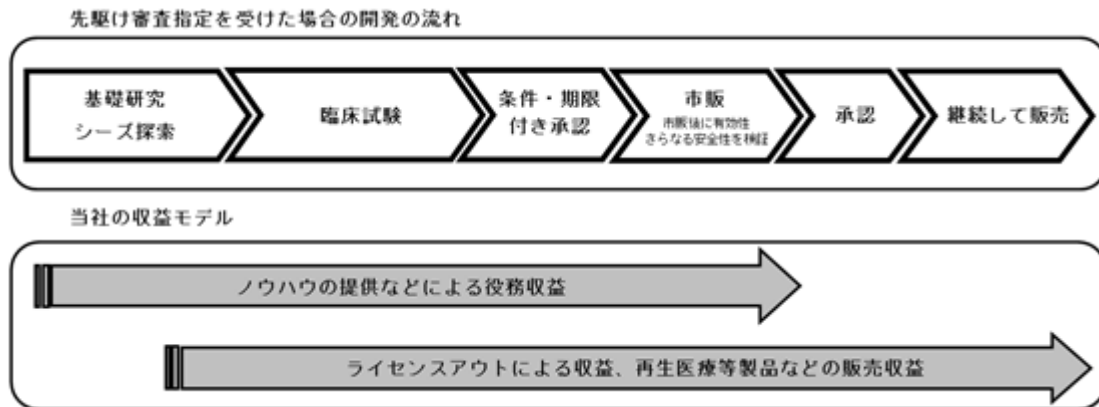 先駆け審査指定を受けた場合の開発の流れ
基礎研究
シーズ探索
臨床試験
条件・期限
付き承認
市販
市販後に有効性
さらなる安全性を検証
承認
継続して販売
当社の収益モデル
ノウハウの提供などによる役務収益
ライセンスアウトによる収益、再生医療等製品などの販売収益